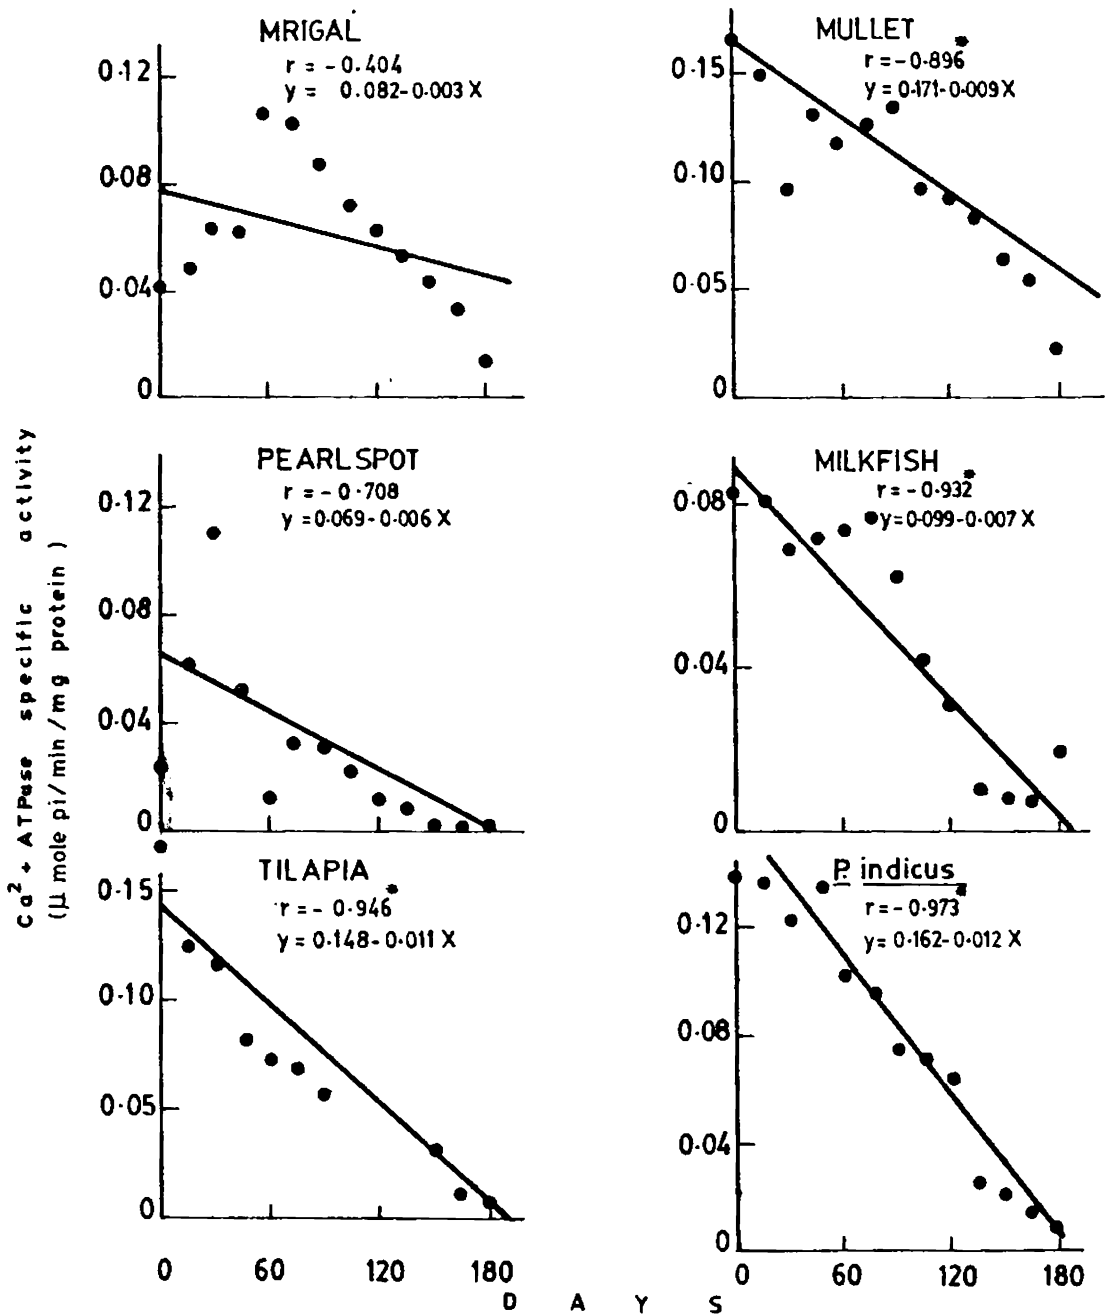 MRIGAL
r = - 0.404
y = 0.082-0.003 X
0.12
0.08
0.04
0
MULLET
r = - 0.896*
y = 0.171-0.009 X
0.15
0.10
0.05
0
PEARLSPOT
r = - 0.708
y = 0.069-0.006 X
0.12
0.08
0.04
0
MILKFISH
r = - 0.932*
y = 0.099-0.007 X
0.08
0.04
0
TILAPIA
r = - 0.946*
y = 0.148-0.011 X
0.15
0.10
0.05
0
P. indicus
r = - 0.973*
y = 0.162-0.012 X
0.12
0.08
0.04
0
Ca2 + ATPase specific activity
(µ mole pi/min/mg protein )
0 60 120 180
0 60 120 180
D A Y S